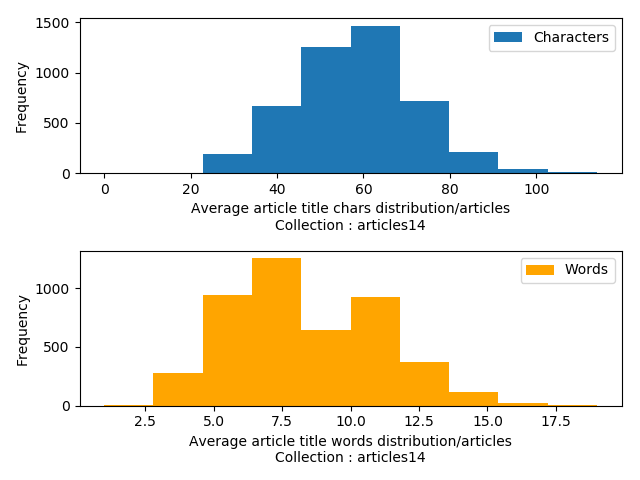 1500
1000
500
0
Frequency
Characters
0 20 40 60 80 100
Average article title chars distribution/articles
Collection : articles14
1000
500
0
Frequency
Words
2.5 5.0 7.5 10.0 12.5 15.0 17.5
Average article title words distribution/articles
Collection : articles14